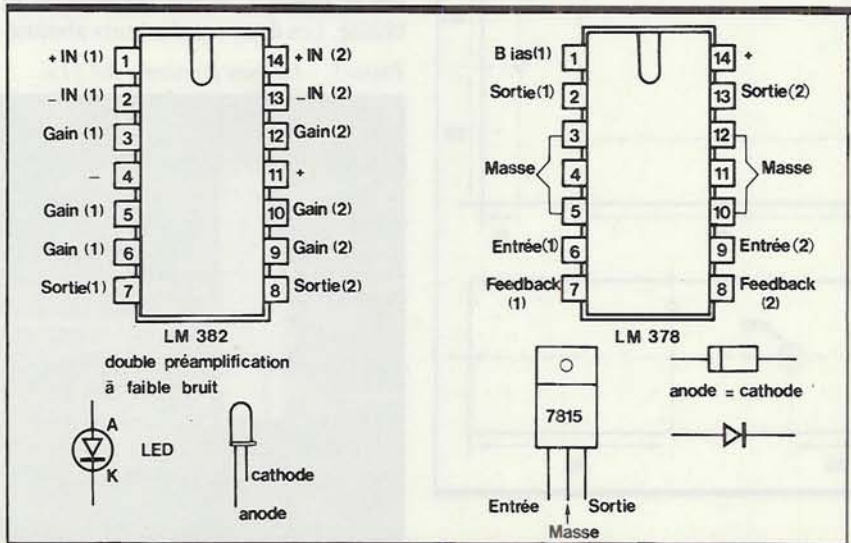 +IN (1) 1 14 +IN (2)
_IN (1) 2 13 _IN (2)
Gain (1) 3 12 Gain (2)
_ 4 11 +
Gain (1) 5 10 Gain (2)
Gain (1) 6 9 Gain (2)
Sortie(1) 7 8 Sortie(2)
LM 382
double préamplification
ā faible bruit
A
K
LED
cathode
anode
Bias(1) 1 14 +
Sortie(1) 2 13 Sortie(2)
3 12
Masse 4 11 Masse
5 10
Entrée(1) 6 9 Entrée(2)
Feedback 7 8 Feedback
(1) (2)
LM 378
7815
Entrée Sortie
Masse
anode = cathode